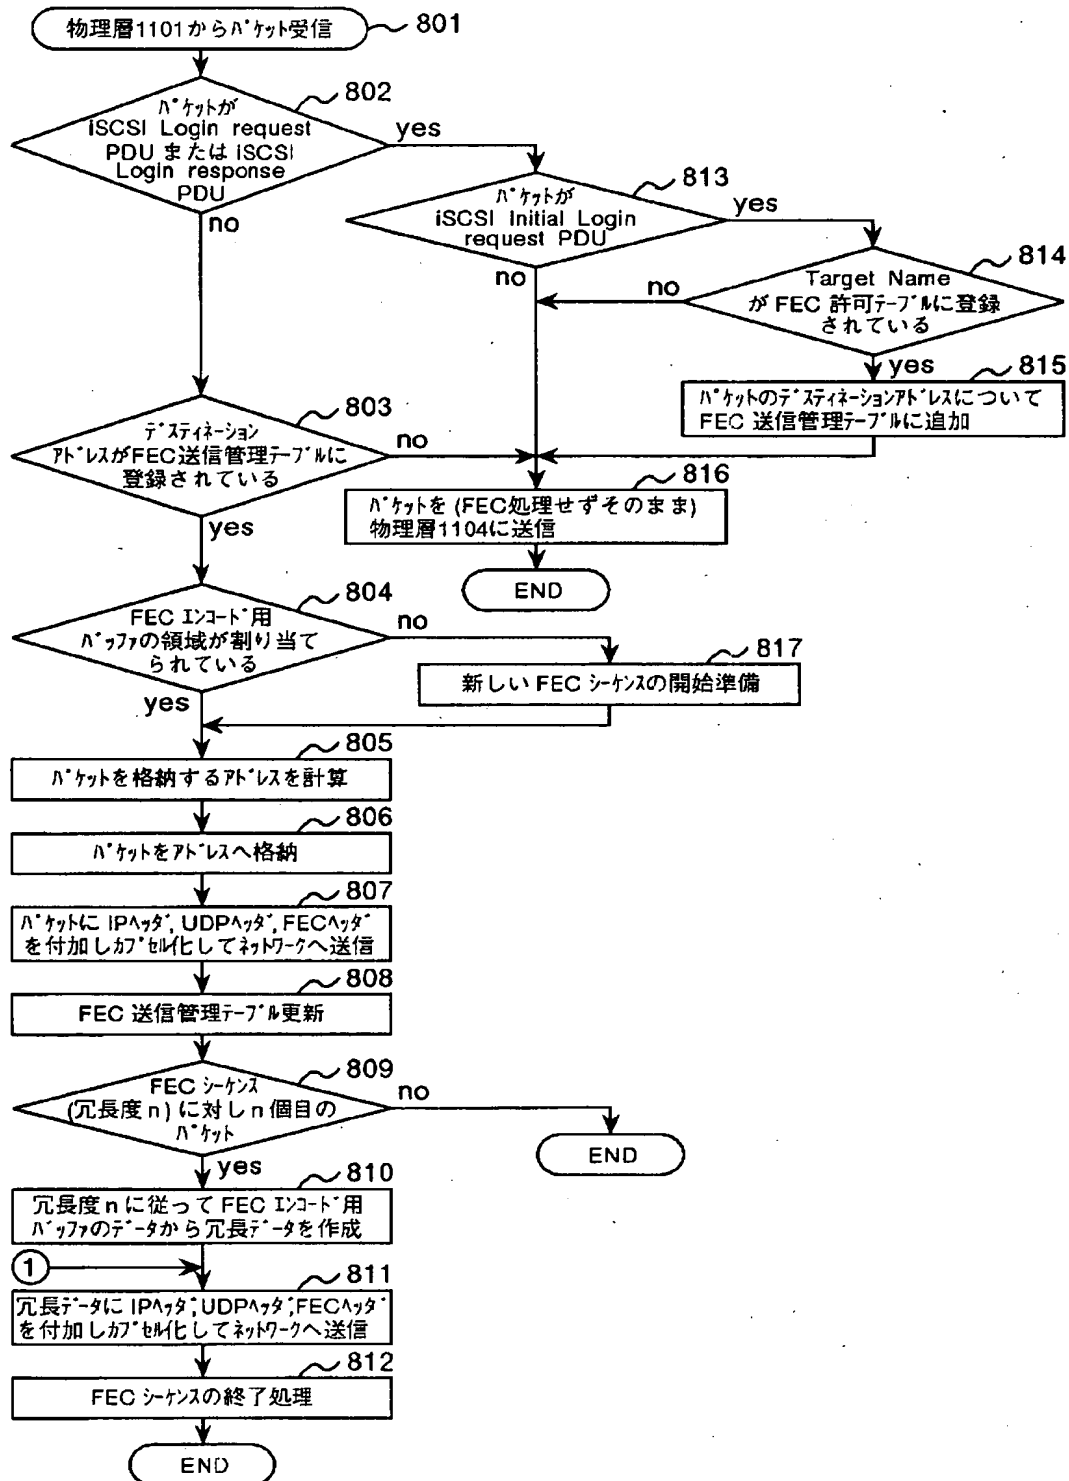 物理層1101からパケット受信
801
802
パケットが
iSCSI Login request
PDU または iSCSI
Login response
PDU
yes
no
813
パケットが
iSCSI Initial Login
request PDU
yes
no
814
Target Name
が FEC 許可テーブルに登録
されている
no
yes
815
パケットのデスティネーションアドレスについて
FEC 送信管理テーブルに追加
803
デスティネーション
アドレスがFEC送信管理テーブルに
登録されている
no
yes
816
パケットを (FEC処理せずそのまま)
物理層1104に送信
END
804
FEC エンコード用
バッファの領域が割り当て
られている
no
yes
817
新しい FEC シーケンスの開始準備
805
パケットを格納するアドレスを計算
806
パケットをアドレスへ格納
807
パケットに IPヘッダ, UDPヘッダ, FECヘッダ
を付加しカプセル化してネットワークへ送信
808
FEC 送信管理テーブル更新
809
FEC シーケンス
(冗長度 n) に対し n 個目の
パケット
no
END
yes
810
冗長度 n に従って FEC エンコード用
バッファのデータから冗長データを作成
1
811
冗長データに IPヘッダ, UDPヘッダ, FECヘッダ
を付加しカプセル化してネットワークへ送信
812
FEC シーケンスの終了処理
END